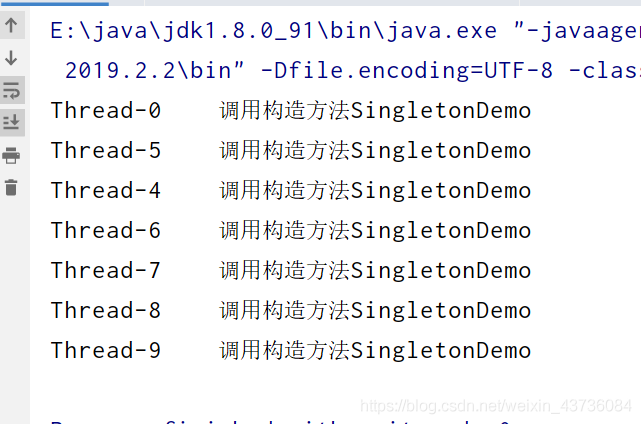 E:\java\jdk1.8.0_91\bin\java.exe "-javaagen
2019.2.2\bin" -Dfile.encoding=UTF-8 -class
Thread-0 调用构造方法SingletonDemo
Thread-5 调用构造方法SingletonDemo
Thread-4 调用构造方法SingletonDemo
Thread-6 调用构造方法SingletonDemo
Thread-7 调用构造方法SingletonDemo
Thread-8 调用构造方法SingletonDemo
Thread-9 调用构造方法SingletonDemo
https://blog.csdn.net/weixin_43736084